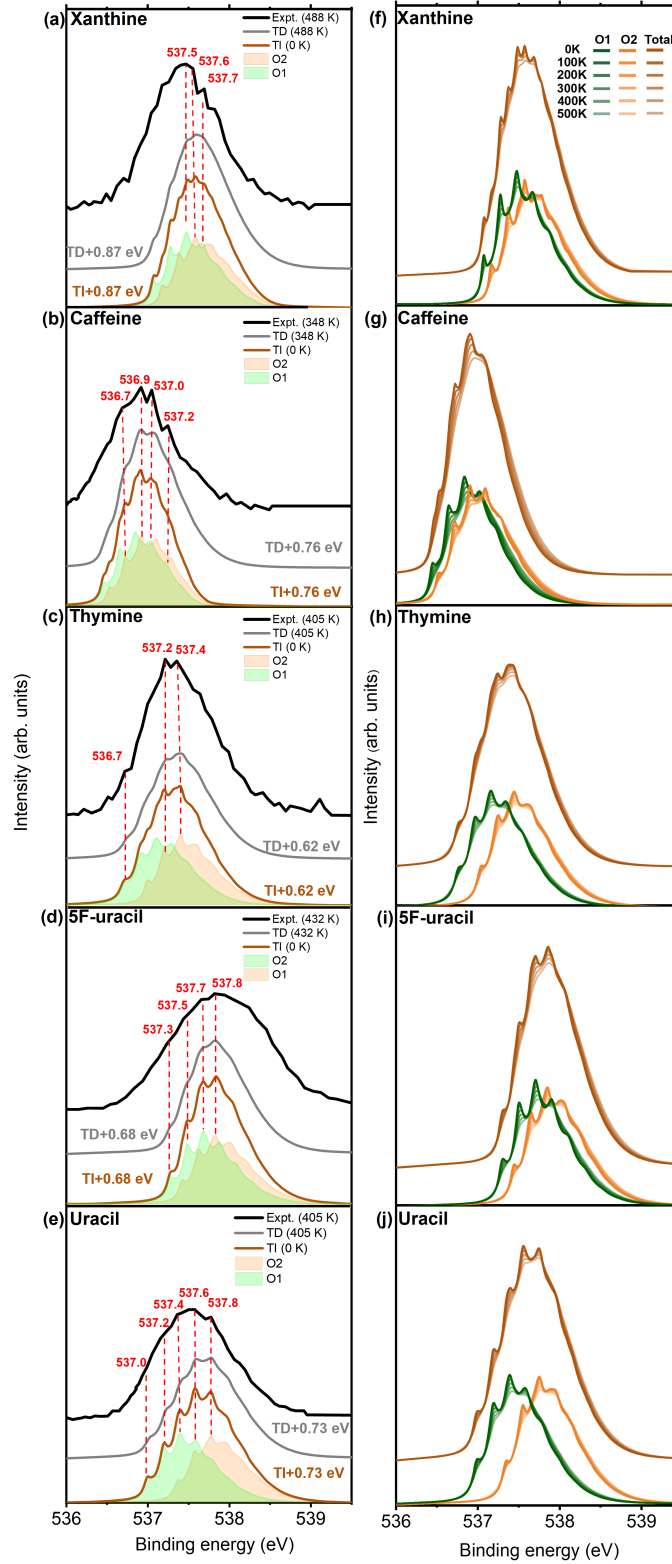 (a) Xanthine
Expt. (488 K)
TD (488 K)
TI (0 K)
O2
O1
537.5
537.6
537.7
TD+0.87 eV
TI+0.87 eV
(b) Caffeine
Expt. (348 K)
TD (348 K)
TI (0 K)
O2
O1
536.9
536.7
537.0
537.2
TD+0.76 eV
TI+0.76 eV
(c) Thymine
Expt. (405 K)
TD (405 K)
TI (0 K)
O2
O1
537.2 537.4
536.7
TD+0.62 eV
TI+0.62 eV
(d) 5F-uracil
Expt. (432 K)
TD (432 K)
TI (0 K)
O2
O1
537.8
537.7
537.5
537.3
TD+0.68 eV
TI+0.68 eV
(e) Uracil
Expt. (405 K)
TD (405 K)
TI (0 K)
O2
O1
537.6
537.4 537.8
537.2
537.0
TD+0.73 eV
TI+0.73 eV
536 537 538 539
Binding energy (eV)
Intensity (arb. units)
(f) Xanthine
O1 O2 Total
0K
100K
200K
300K
400K
500K
(g) Caffeine
(h) Thymine
(i) 5F-uracil
(j) Uracil
536 537 538 539
Binding energy (eV)
Intensity (arb. units)